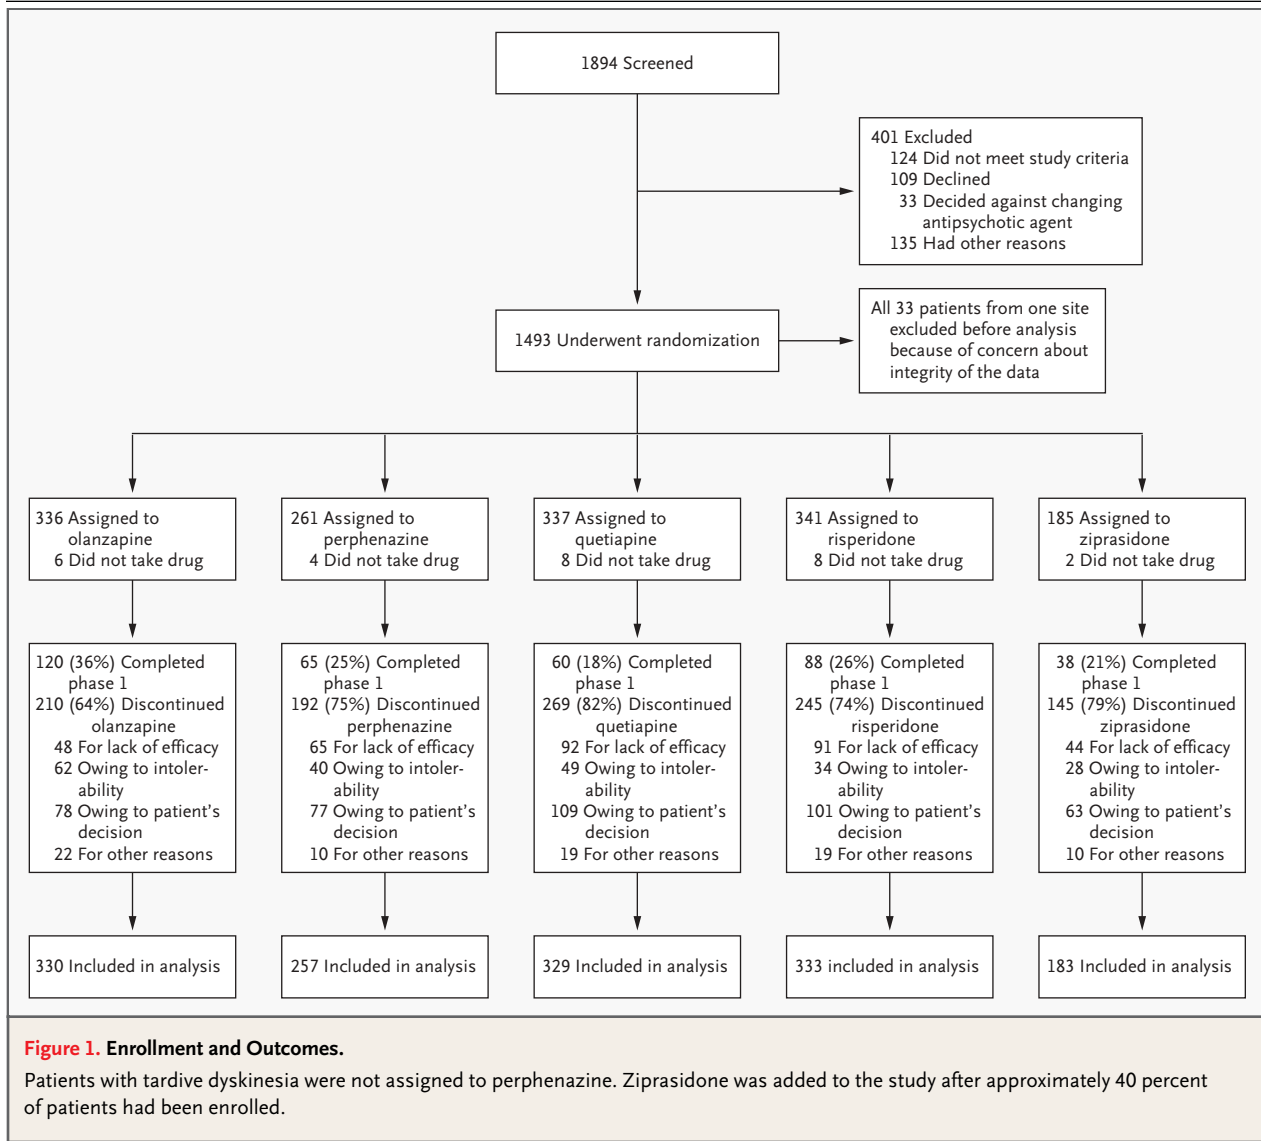 1894 Screened
401 Excluded
124 Did not meet study criteria
109 Declined
33 Decided against changing
antipsychotic agent
135 Had other reasons
1493 Underwent randomization
All 33 patients from one site
excluded before analysis
because of concern about
integrity of the data
336 Assigned to
olanzapine
6 Did not take drug
261 Assigned to
perphenazine
4 Did not take drug
337 Assigned to
quetiapine
8 Did not take drug
341 Assigned to
risperidone
8 Did not take drug
185 Assigned to
ziprasidone
2 Did not take drug
120 (36%) Completed
phase 1
210 (64%) Discontinued
olanzapine
48 For lack of efficacy
62 Owing to intoler-
ability
78 Owing to patient's
decision
22 For other reasons
65 (25%) Completed
phase 1
192 (75%) Discontinued
perphenazine
65 For lack of efficacy
40 Owing to intoler-
ability
77 Owing to patient's
decision
10 For other reasons
60 (18%) Completed
phase 1
269 (82%) Discontinued
quetiapine
92 For lack of efficacy
49 Owing to intoler-
ability
109 Owing to patient's
decision
19 For other reasons
88 (26%) Completed
phase 1
245 (74%) Discontinued
risperidone
91 For lack of efficacy
34 Owing to intoler-
ability
101 Owing to patient's
decision
19 For other reasons
38 (21%) Completed
phase 1
145 (79%) Discontinued
ziprasidone
44 For lack of efficacy
28 Owing to intoler-
ability
63 Owing to patient's
decision
10 For other reasons
330 Included in analysis
257 Included in analysis
329 Included in analysis
333 included in analysis
183 Included in analysis
Figure 1. Enrollment and Outcomes.
Patients with tardive dyskinesia were not assigned to perphenazine. Ziprasidone was added to the study after approximately 40 percent
of patients had been enrolled.